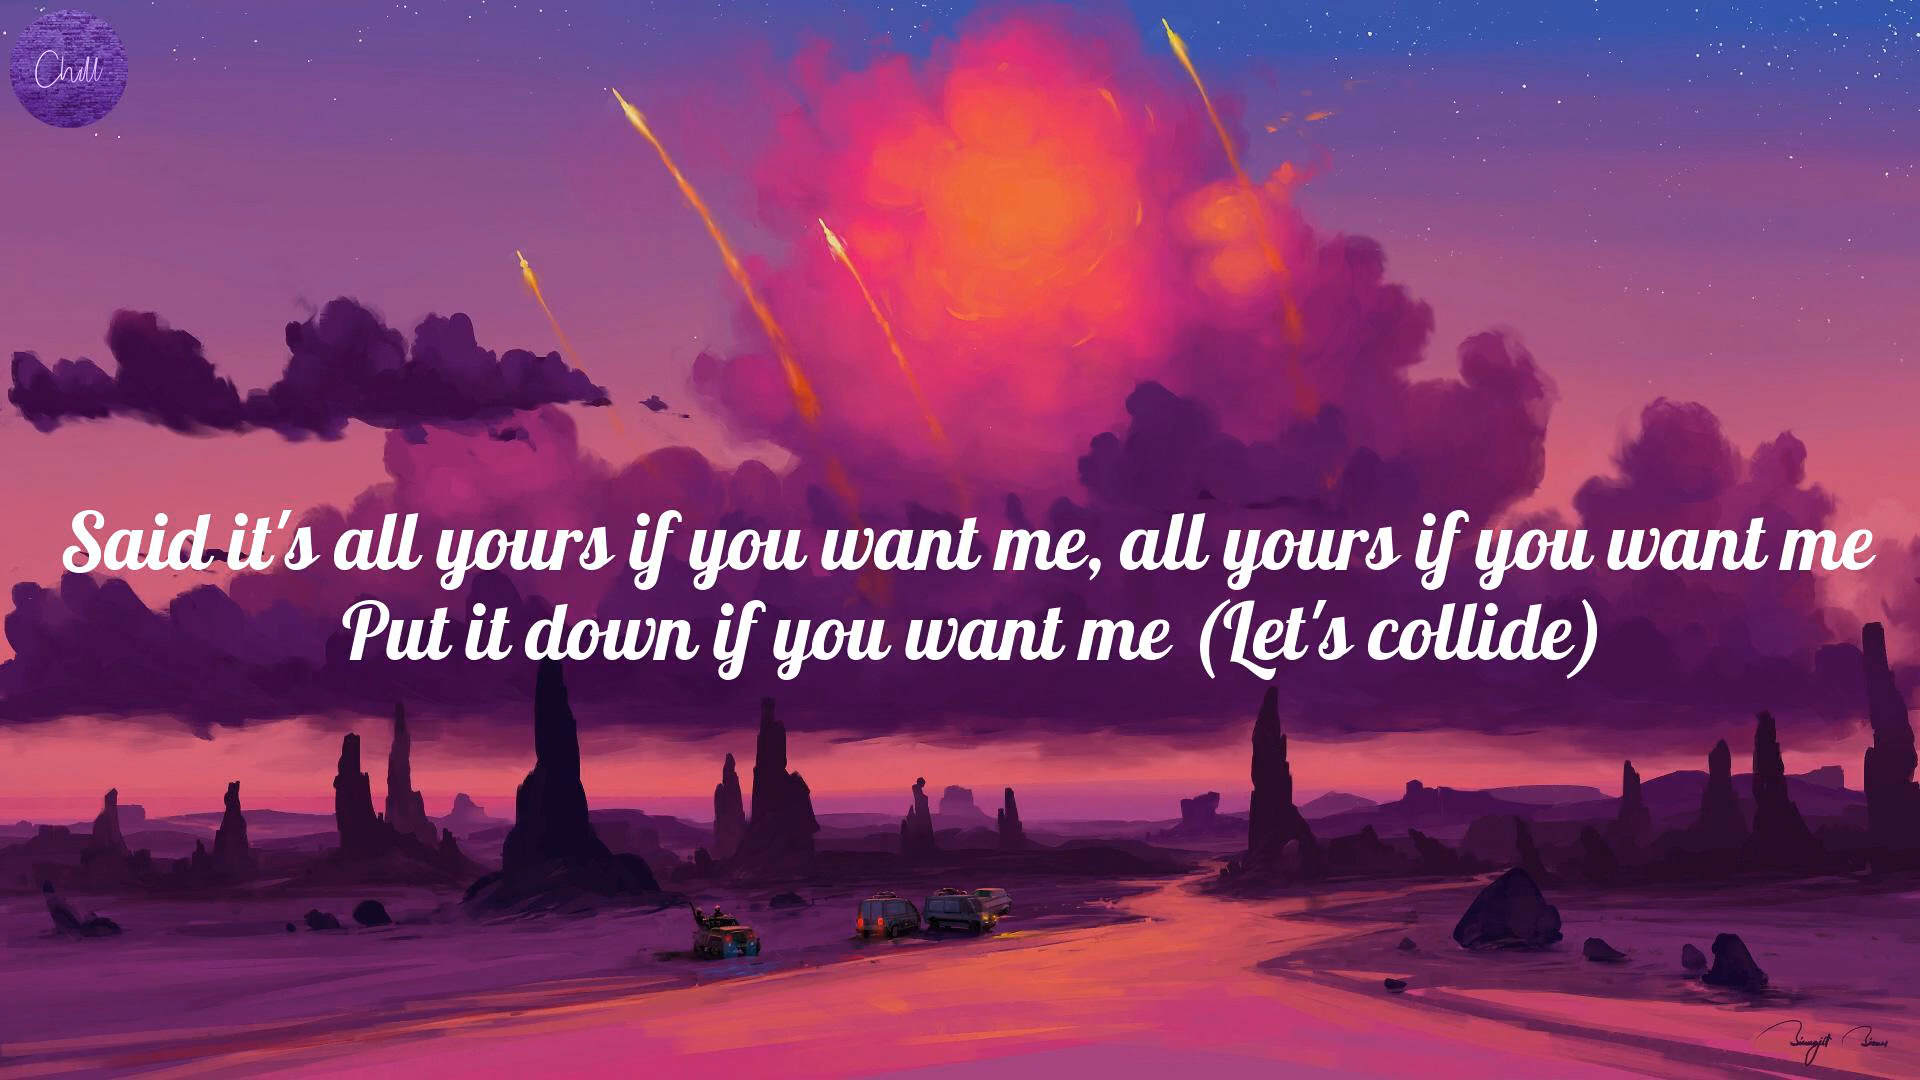 Chill
Said it's all yours if you want me, all yours if you want me
Put it down if you want me (Let's collide)